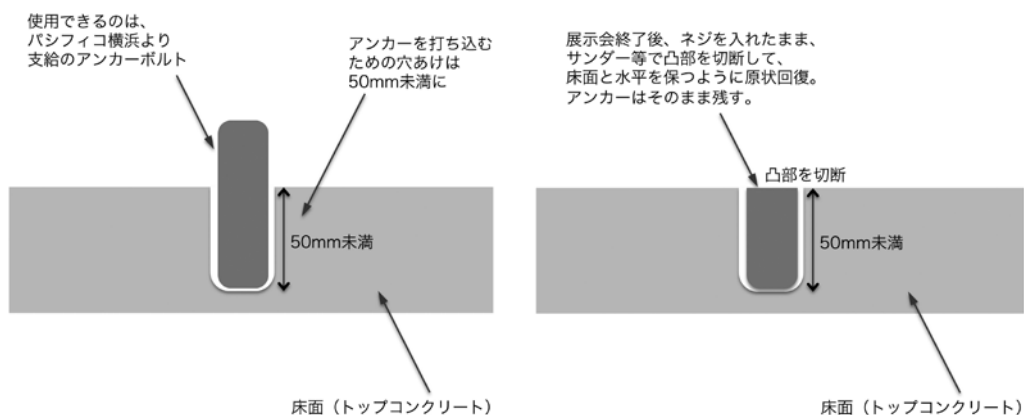 使用できるのは、
パシフィコ横浜より
支給のアンカーボルト
アンカーを打ち込む
ための穴あけは
50mm未満に
50mm未満
床面（トップコンクリート）
展示会終了後、ネジを入れたまま、
サンダー等で凸部を切断して、
床面と水平を保つように原状回復。
アンカーはそのまま残す。
凸部を切断
50mm未満
床面（トップコンクリート）